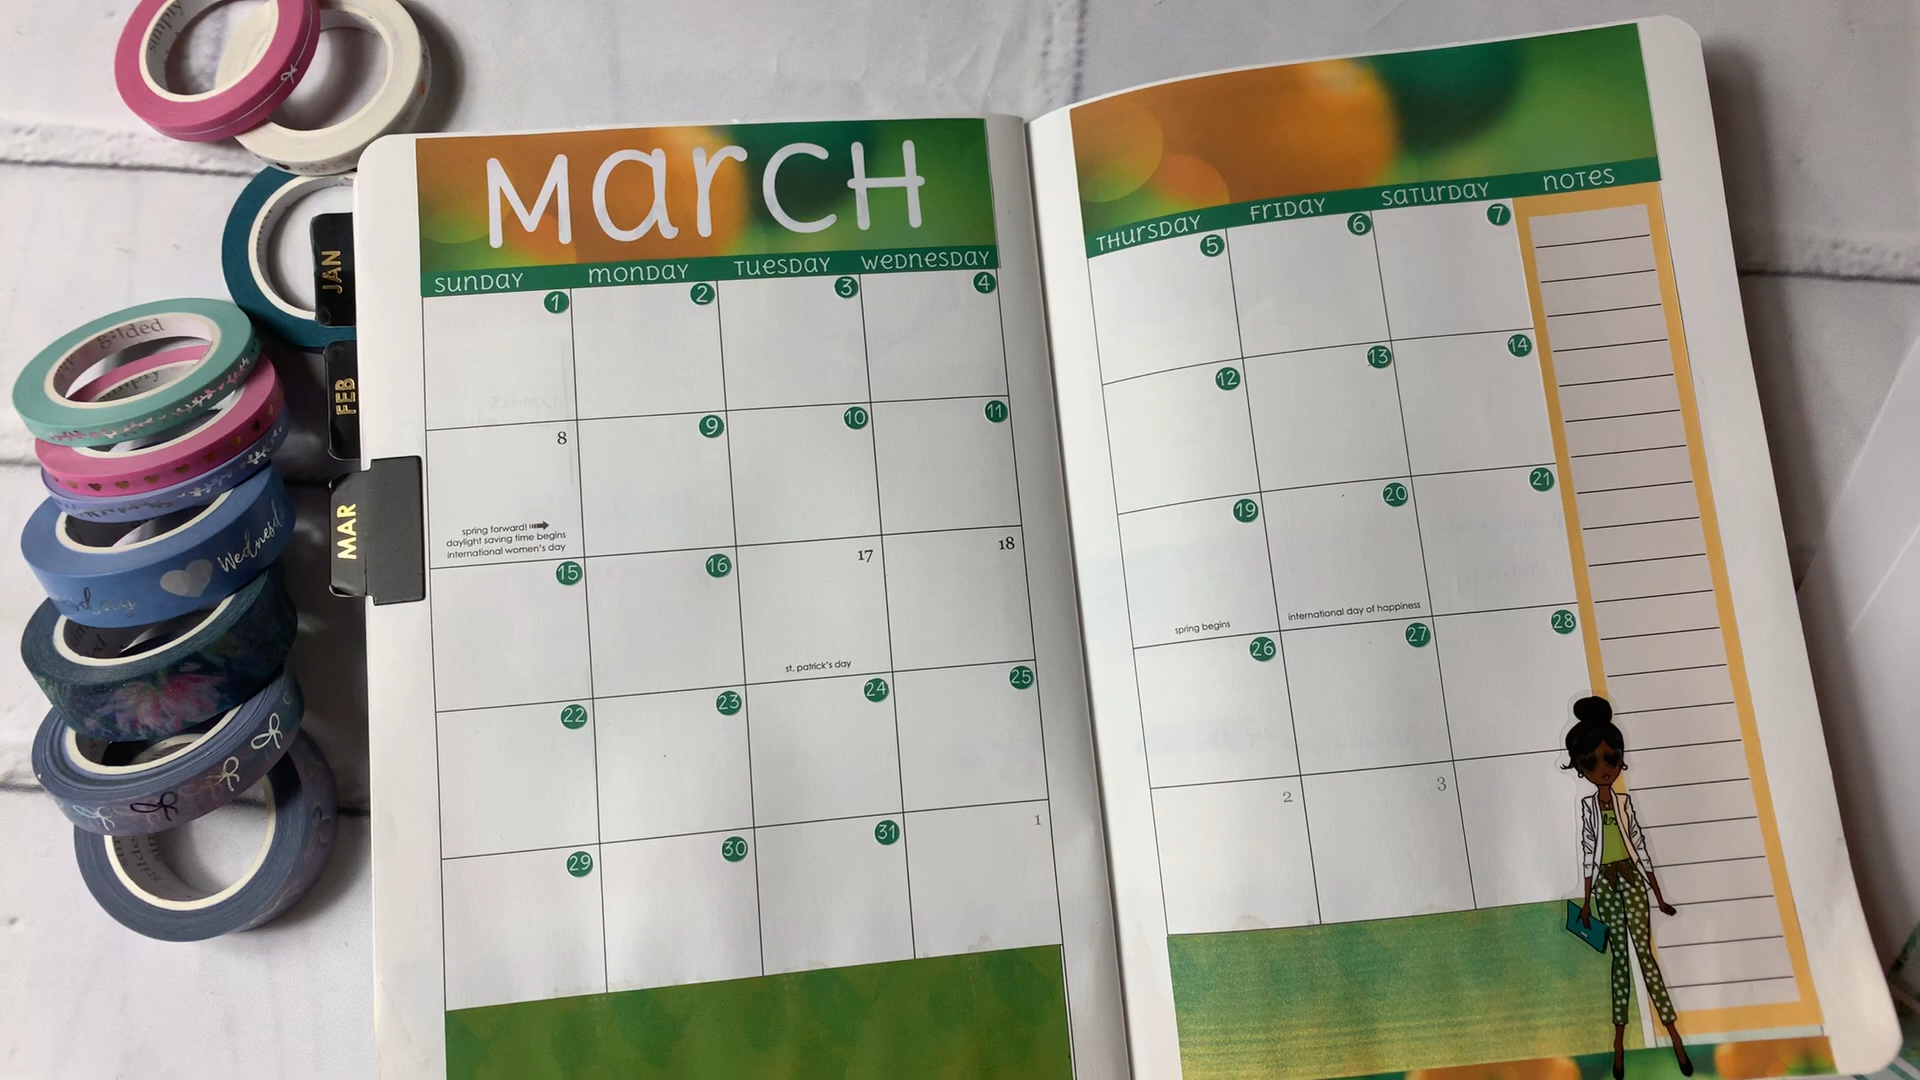 simply
MarcH
sunday monday Tuesday wednesday
Thursday Friday saturday notes
1 2 3 4
5 6 7
8 9 10 11
12 13 14
spring forward!
daylight saving time begins
international women's day
15 16 17 18
19 20 21
st. patrick's day
spring begins
international day of happiness
22 23 24 25
26 27 28
29 30 31 1
2 3
JAN
FEB
MAR
gilded
simply
Wednesd